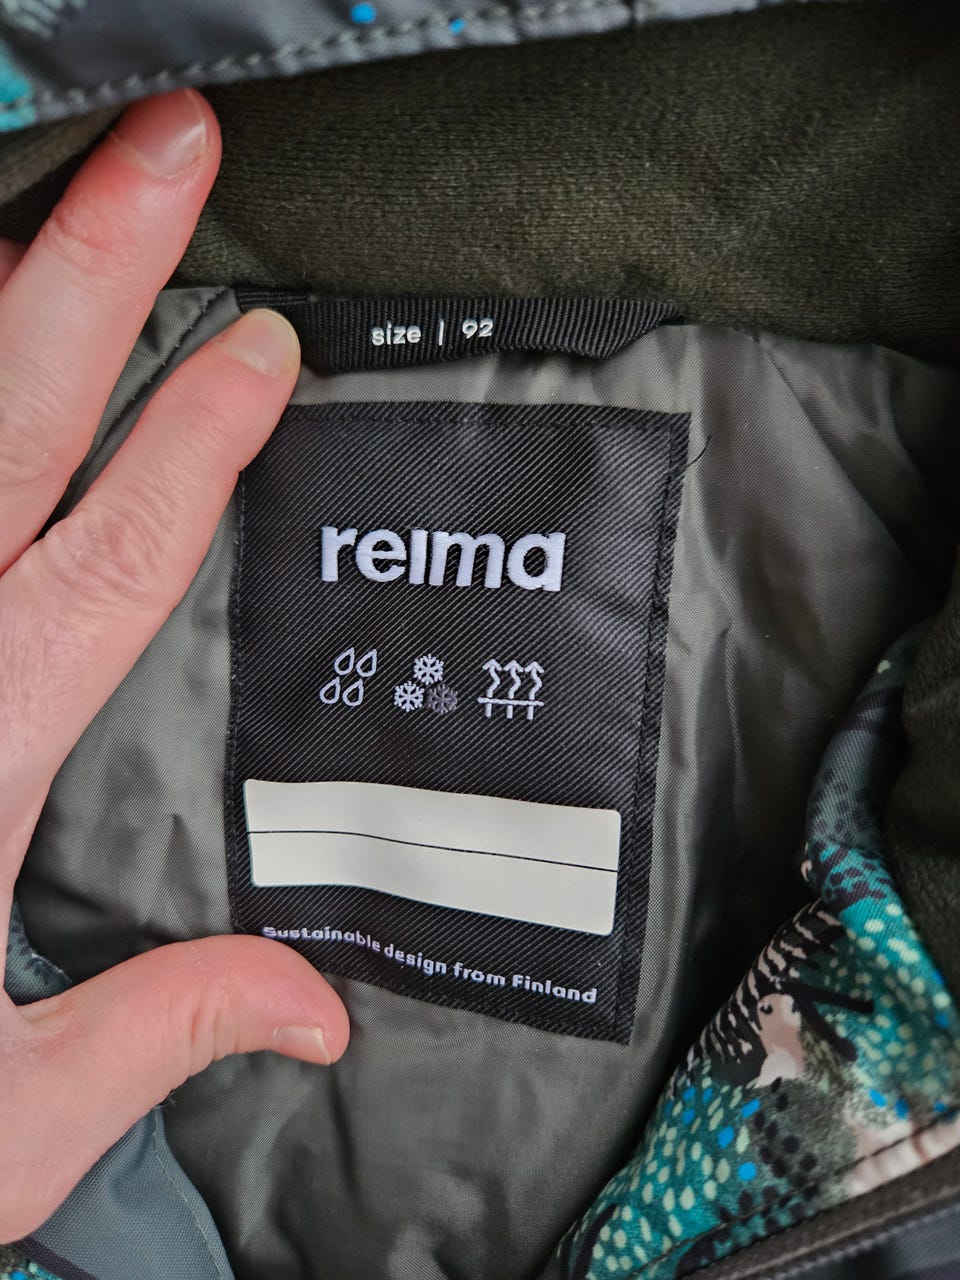 size | 92
reima
Sustainable design from Finland